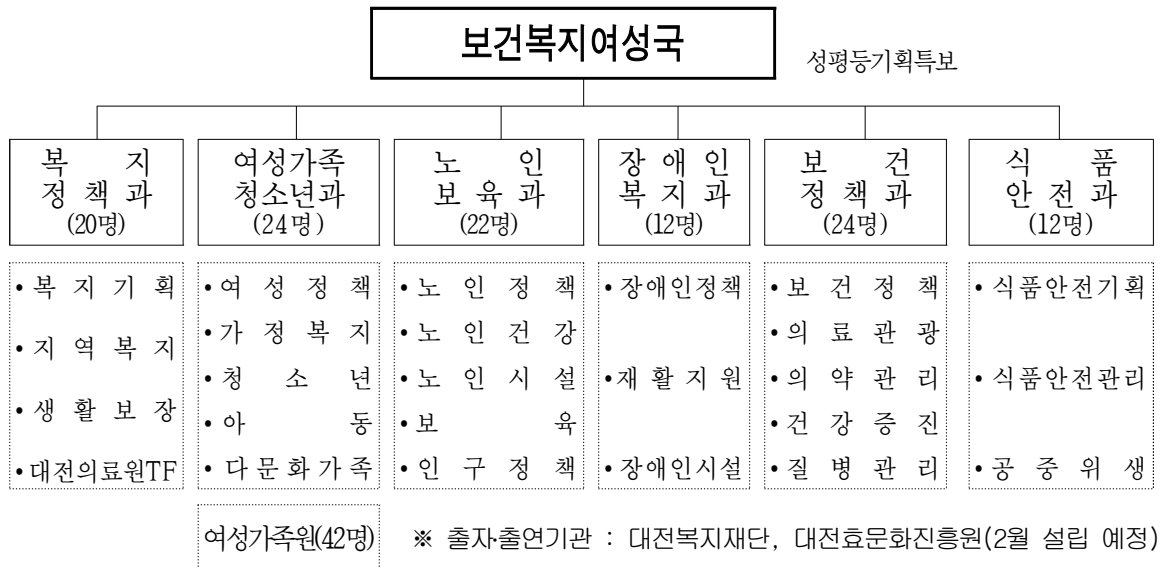 보건복지여성국
성평등기획특보
복지
정책과
(20명)
여성가족
청소년과
(24명)
노인
보육과
(22명)
장애인
복지과
(12명)
보건
정책과
(24명)
식품
안전과
(12명)
•복지기획
•지역복지
•생활보장
•대전의료원TF
•여성정책
•가정복지
•청소년
•아동
•다문화가족
•노인정책
•노인건강
•노인시설
•보육
•인구정책
•장애인정책
•재활지원
•장애인시설
•보건정책
•의료관광
•의약관리
•건강증진
•질병관리
•식품안전기획
•식품안전관리
•공중위생
여성가족원(42명)
※ 출자·출연기관 : 대전복지재단, 대전효문화진흥원(2월 설립 예정)